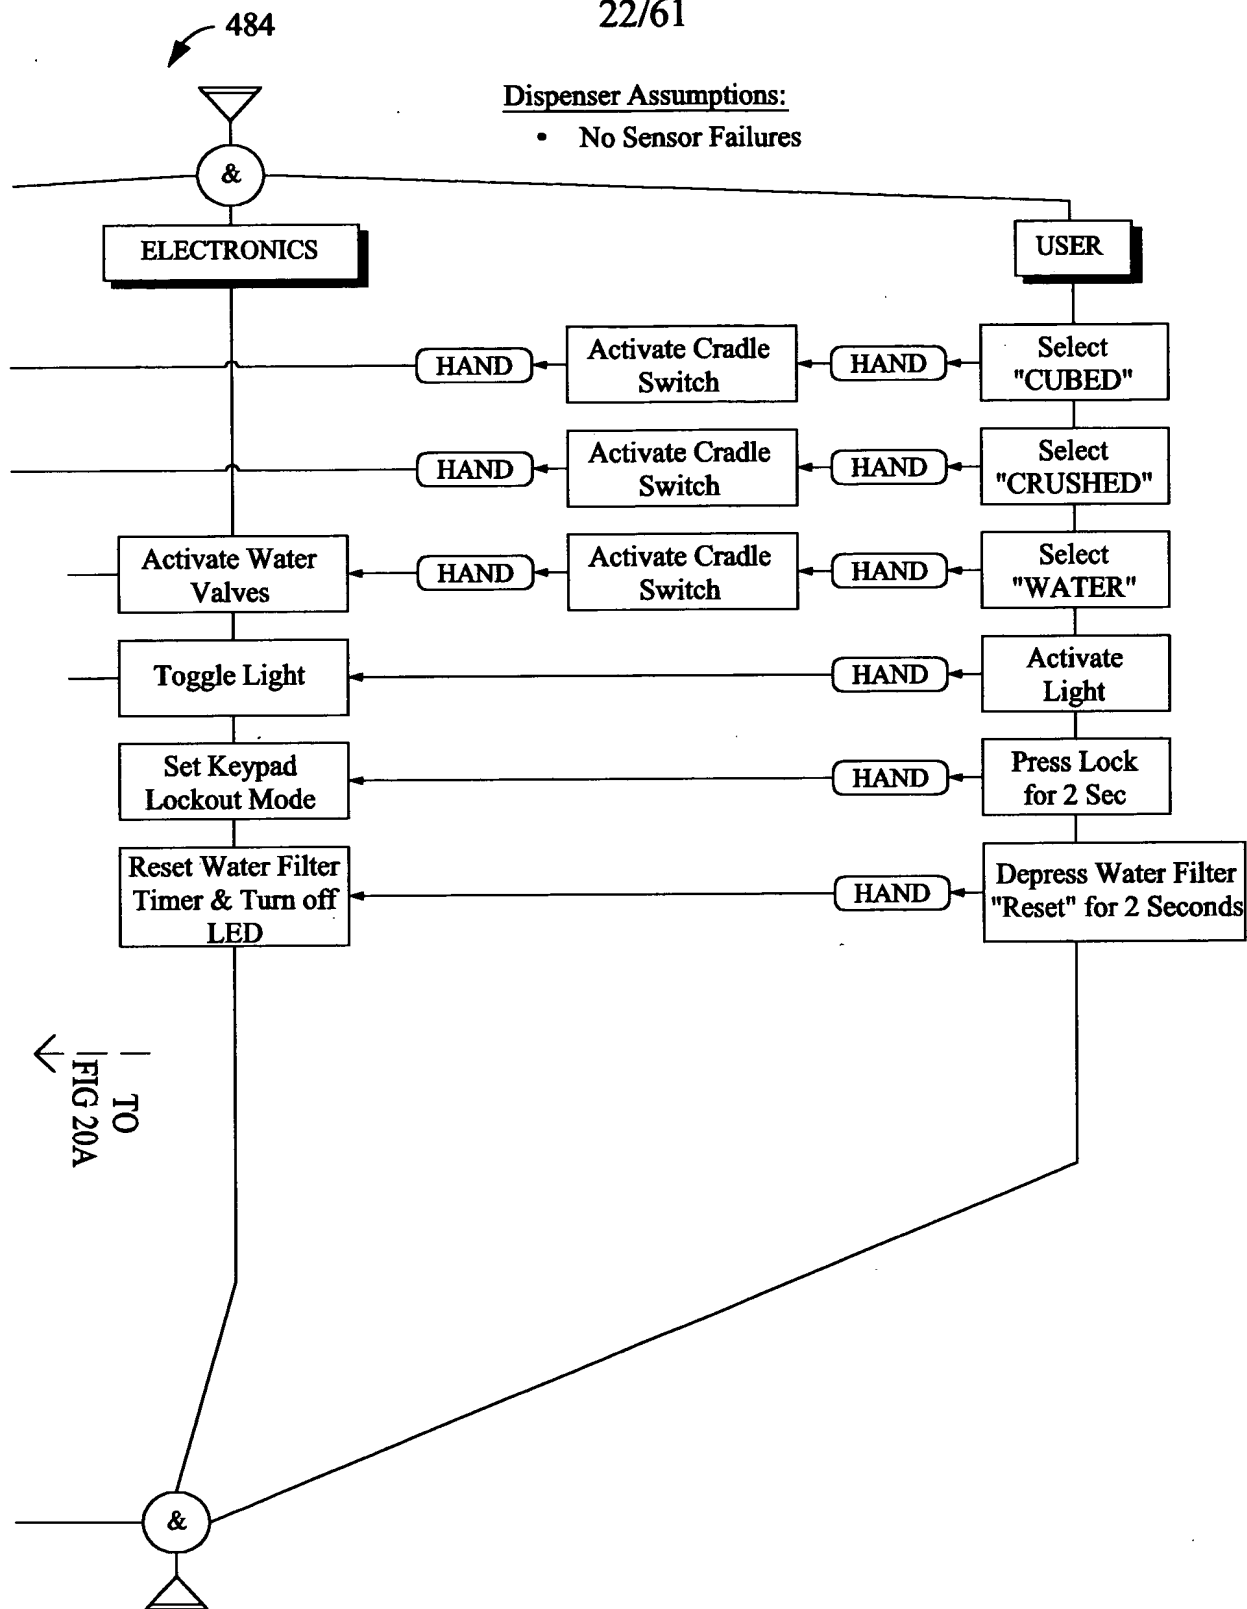 484
22/61
Dispenser Assumptions:
• No Sensor Failures
&
ELECTRONICS
USER
HAND
Activate Cradle
Switch
HAND
Select
"CUBED"
HAND
Activate Cradle
Switch
HAND
Select
"CRUSHED"
Activate Water
Valves
HAND
Activate Cradle
Switch
HAND
Select
"WATER"
Toggle Light
HAND
Activate
Light
Set Keypad
Lockout Mode
HAND
Press Lock
for 2 Sec
Reset Water Filter
Timer & Turn off
LED
HAND
Depress Water Filter
"Reset" for 2 Seconds
TO
FIG 20A
&